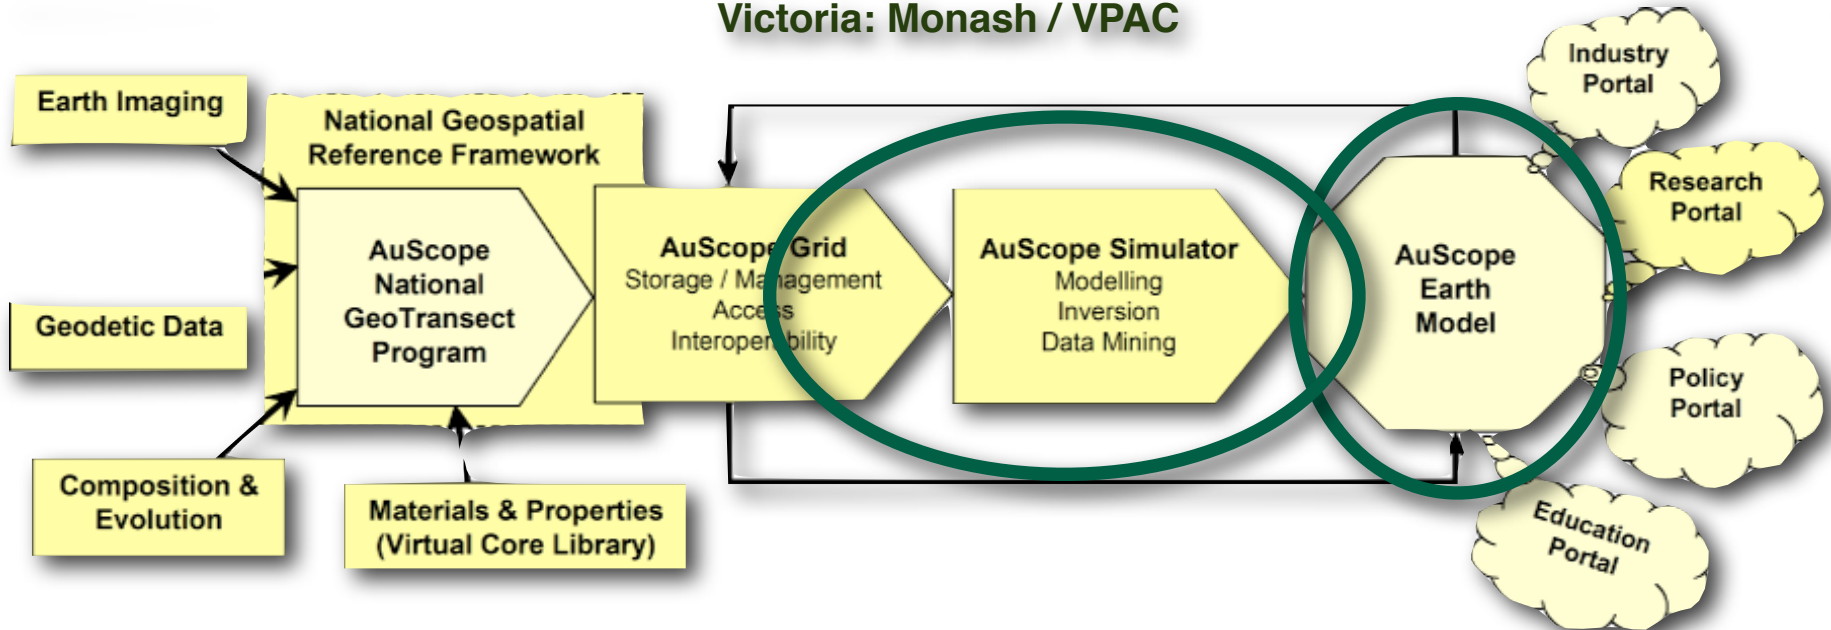 Victoria: Monash / VPAC
Earth Imaging
National Geospatial
Reference Framework
AuScope
National
GeoTransect
Program
Geodetic Data
Composition &
Evolution
Materials & Properties
(Virtual Core Library)
AuScope Grid
Storage / Management
Access
Interoperability
AuScope Simulator
Modelling
Inversion
Data Mining
AuScope
Earth
Model
Industry
Portal
Research
Portal
Policy
Portal
Education
Portal